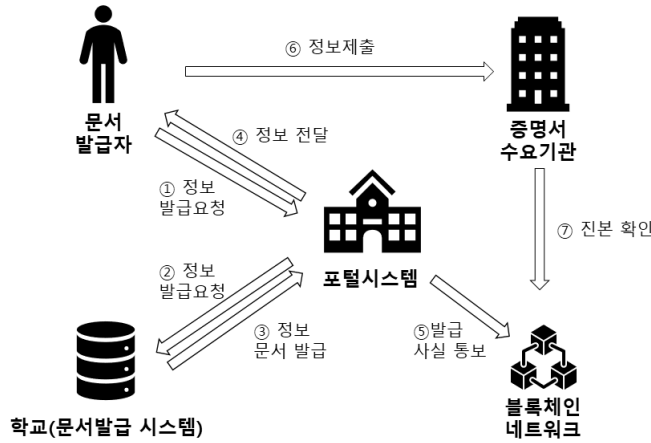 ⑥ 정보제출
문서
발급자
증명서
수요기관
④ 정보 전달
① 정보
발급요청
⑦ 진본 확인
② 정보
발급요청
포털시스템
③ 정보
문서 발급
⑤발급
사실 통보
학교(문서발급 시스템)
블록체인
네트워크